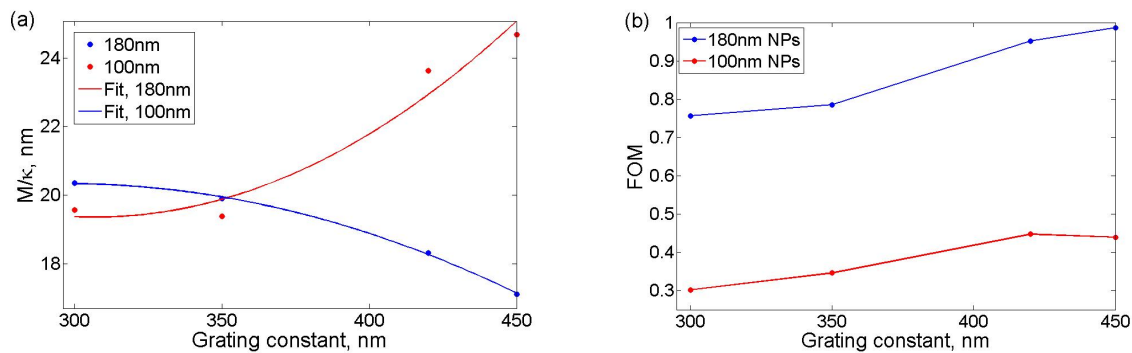 (a)
180nm
100nm
Fit, 180nm
Fit, 100nm
24
22
20
18
M/κ, nm
300
350
400
450
Grating constant, nm
(b)
180nm NPs
100nm NPs
1
0.9
0.8
0.7
0.6
0.5
0.4
0.3
FOM
300
350
400
450
Grating constant, nm